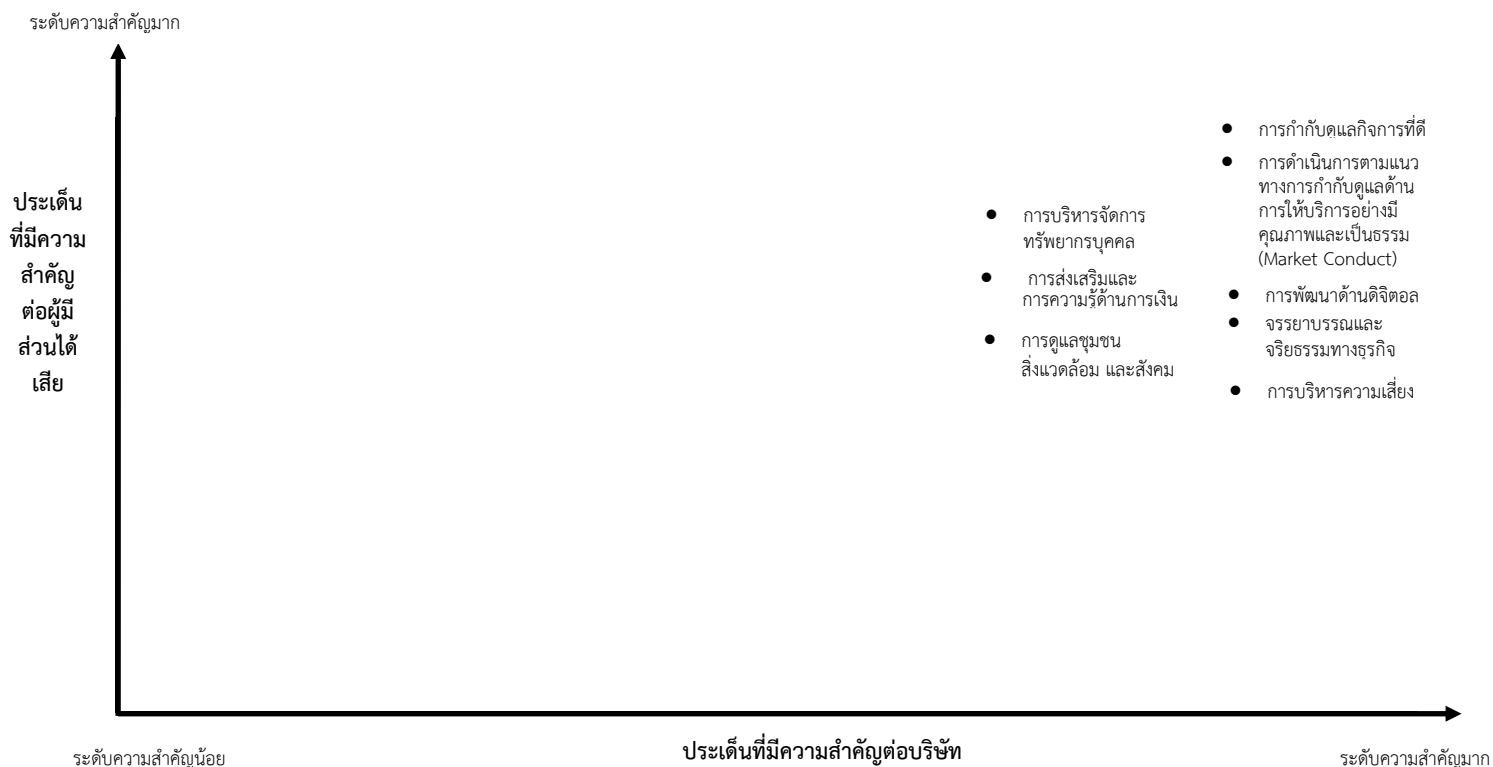 ระดับความสำคัญมาก
ประเด็น
ที่มีความ
สำคัญ
ต่อผู้มี
ส่วนได้
เสีย
● การบริหารจัดการ
ทรัพยากรบุคคล
● การส่งเสริมและ
การความรู้ด้านการเงิน
● การดูแลชุมชน
สิ่งแวดล้อม และสังคม
● การกำกับดูแลกิจการที่ดี
● การดำเนินการตามแนว
ทางการกำกับดูแลด้าน
การให้บริการอย่างมี
คุณภาพและเป็นธรรม
(Market Conduct)
● การพัฒนาด้านดิจิตอล
● จรรยาบรรณและ
จริยธรรมทางธุรกิจ
● การบริหารความเสี่ยง
ระดับความสำคัญน้อย
ประเด็นที่มีความสำคัญต่อบริษัท
ระดับความสำคัญมาก